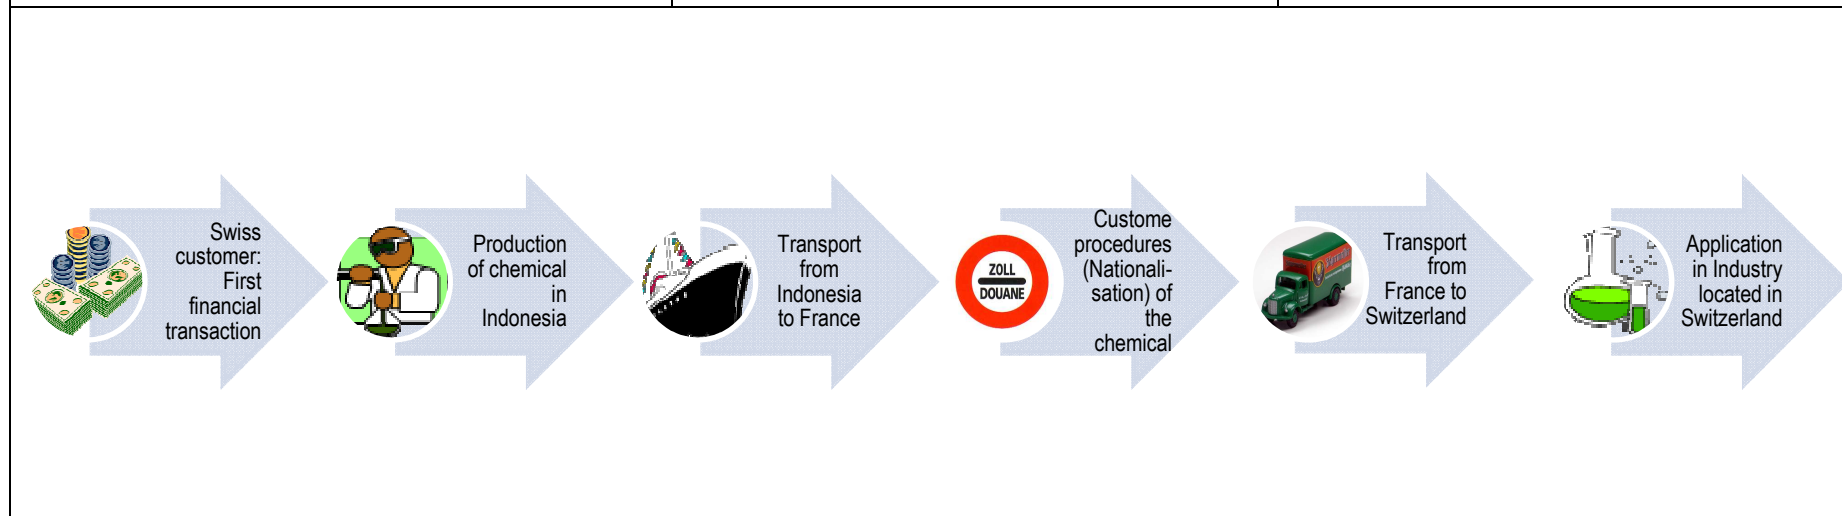 Swiss
customer:
First
financial
transaction
Production
of chemical
in
Indonesia
Transport
from
Indonesia
to France
ZOLL
DOUANE
Custome
procedures
(Nationali-
sation) of
the
chemical
Transport
from
France to
Switzerland
Application
in Industry
located in
Switzerland